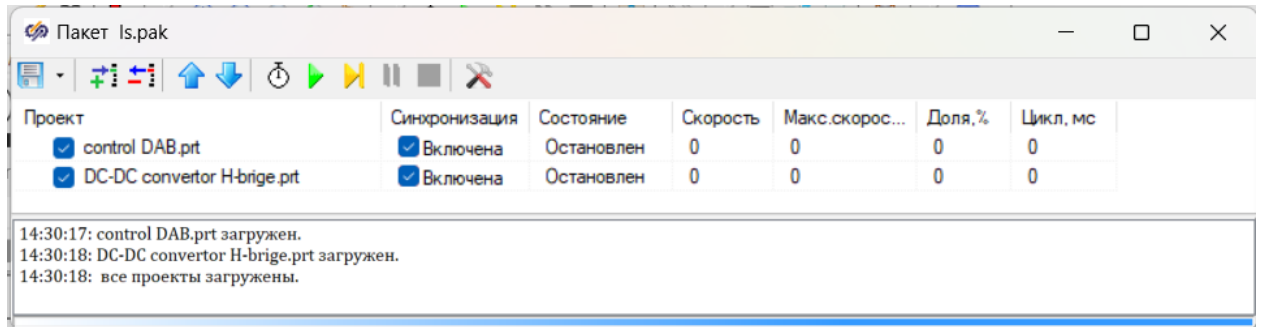 Пакет ls.pak
Проект Синхронизация Состояние Скорость Макс.скорос... Доля,% Цикл, мс
control DAB.prt Включена Остановлен 0 0 0 0
DC-DC convertor H-brige.prt Включена Остановлен 0 0 0 0
14:30:17: control DAB.prt загружен.
14:30:18: DC-DC convertor H-brige.prt загружен.
14:30:18: все проекты загружены.